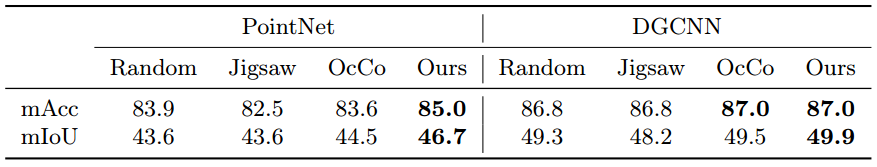 PointNet DGCNN
Random Jigsaw OcCo Ours Random Jigsaw OcCo Ours
mAcc 83.9 82.5 83.6 85.0 86.8 86.8 87.0 87.0
mIoU 43.6 43.6 44.5 46.7 49.3 48.2 49.5 49.9